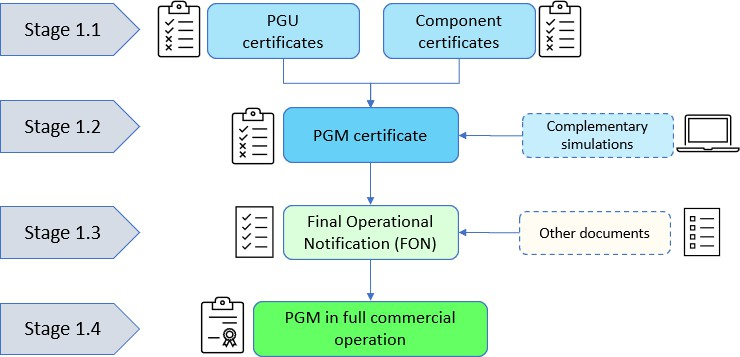 Stage 1.1
PGU
certificates
Component
certificates
Stage 1.2
PGM certificate
Complementary
simulations
Stage 1.3
Final Operational
Notification (FON)
Other documents
Stage 1.4
PGM in full commercial
operation